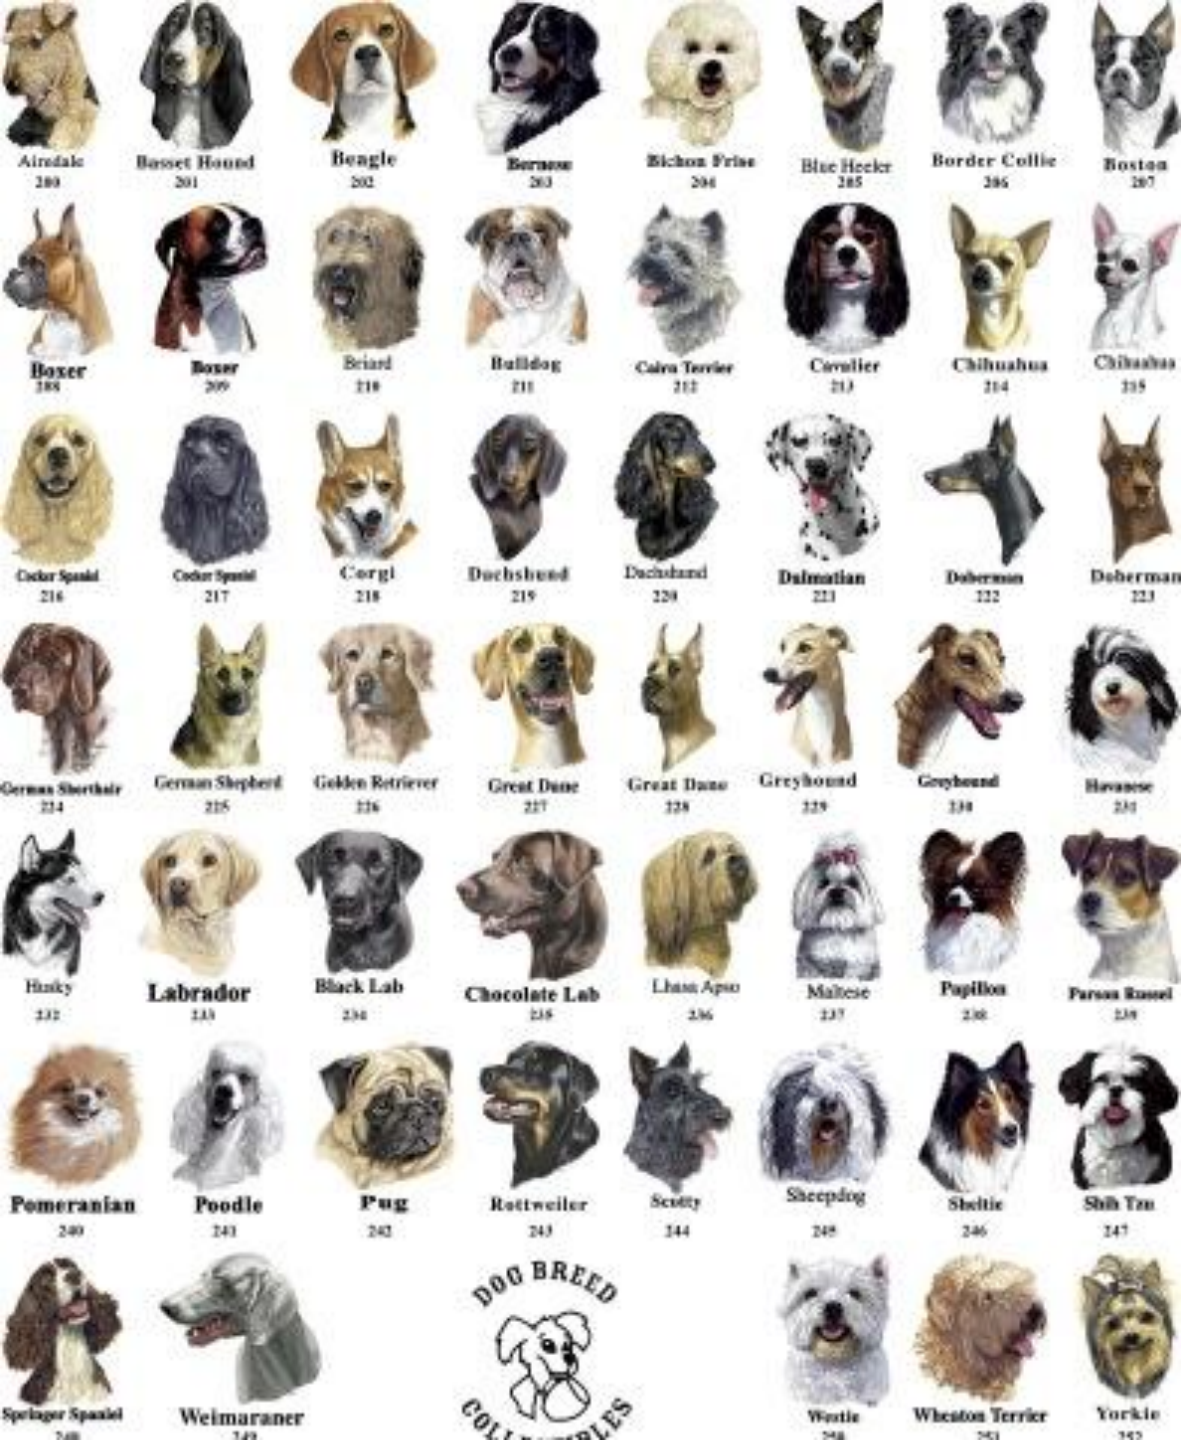 Airedale Basset Hound Beagle Bernese Bichon Frise Blue Heeler Border Collie Boston
200 201 202 203 204 205 206 207
Boxer Boxer Briard Bulldog Cairn Terrier Cavalier Chihuahua Chihuahua
208 209 210 211 212 213 214 215
Cocker Spaniel Cocker Spaniel Corgi Dachshund Dachshund Dalmatian Doberman Doberman
216 217 218 219 220 221 222 223
German Shorthair German Shepherd Golden Retriever Great Dane Great Dane Greyhound Greyhound Havanese
224 225 226 227 228 229 230 231
Husky Labrador Black Lab Chocolate Lab Lhasa Apso Maltese Papillon Parson Russel
232 233 234 235 236 237 238 239
Pomeranian Poodle Pug Rottweiler Scotty Sheepdog Sheltie Shih Tzu
240 241 242 243 244 245 246 247
DOG BREED
COLLECTIBLES
Springer Spaniel Weimaraner Westie Wheaton Terrier Yorkie
248 249 250 251 252